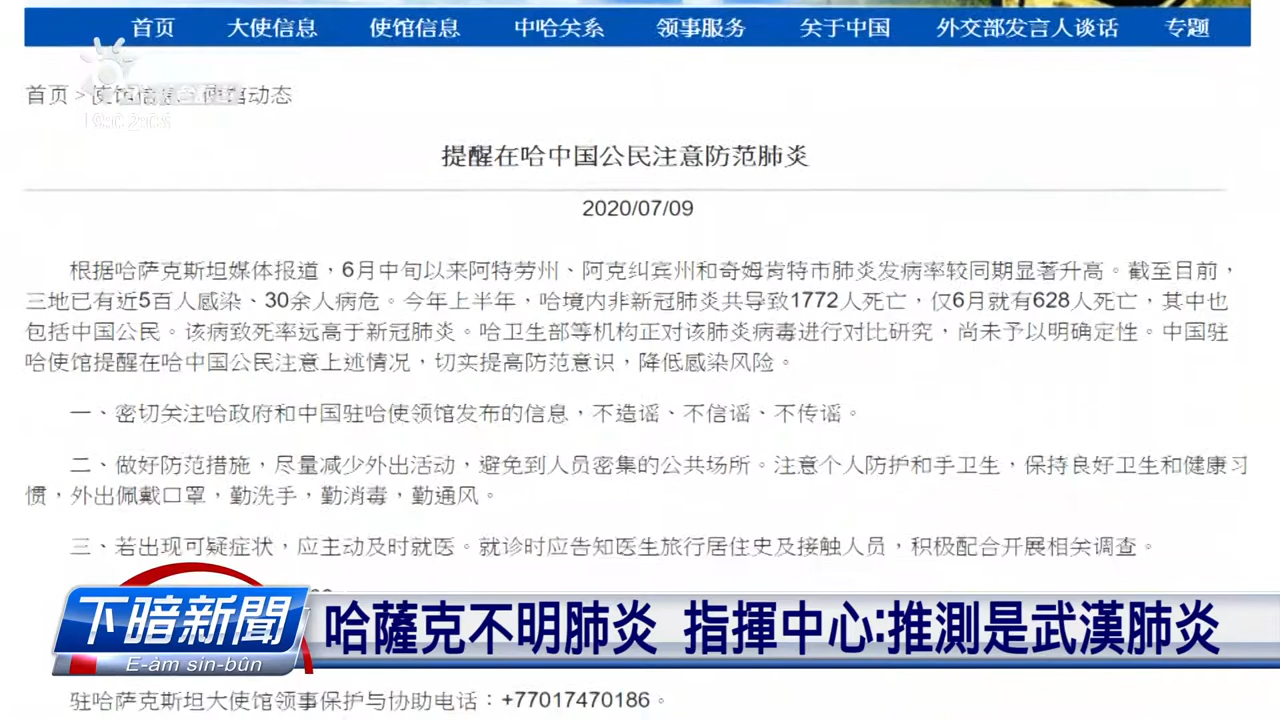 首页 大使信息 使馆信息 中哈关系 领事服务 关于中国 外交部发言人谈话 专题
首页 > 使馆信息 > 使馆动态
19:02:05
提醒在哈中国公民注意防范肺炎
2020/07/09
根据哈萨克斯坦媒体报道，6月中旬以来阿特劳州、阿克纠宾州和奇姆肯特市肺炎发病率较同期显著升高。截至目前，
三地已有近5百人感染、30余人病危。今年上半年，哈境内非新冠肺炎共导致1772人死亡，仅6月就有628人死亡，其中也
包括中国公民。该病致死率远高于新冠肺炎。哈卫生部等机构正对该肺炎病毒进行对比研究，尚未予以明确定性。中国驻
哈使馆提醒在哈中国公民注意上述情况，切实提高防范意识，降低感染风险。
一、密切关注哈政府和中国驻哈使领馆发布的信息，不造谣、不信谣、不传谣。
二、做好防范措施，尽量减少外出活动，避免到人员密集的公共场所。注意个人防护和手卫生，保持良好卫生和健康习
惯，外出佩戴口罩，勤洗手，勤消毒，勤通风。
三、若出现可疑症状，应主动及时就医。就诊时应告知医生旅行居住史及接触人员，积极配合开展相关调查。
下暗新聞
E-àm sin-bûn
哈薩克不明肺炎 指揮中心:推測是武漢肺炎
驻哈萨克斯坦大使馆领事保护与协助电话：+77017470186。